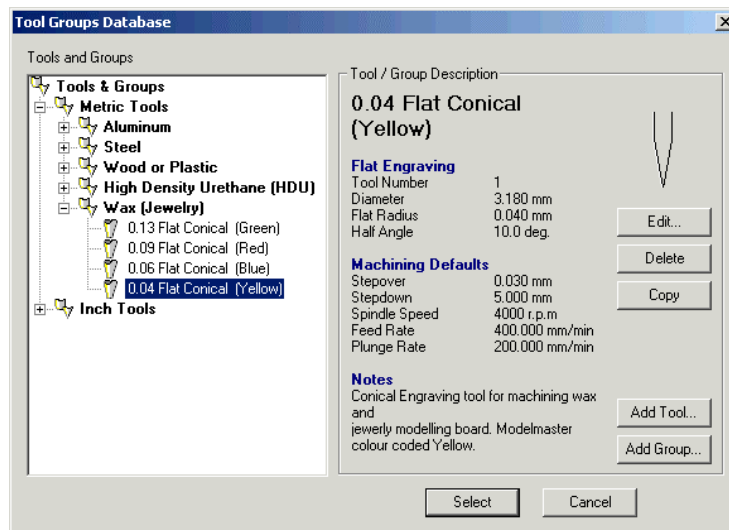 Tool Groups Database
Tools and Groups
Tools & Groups
Metric Tools
Aluminum
Steel
Wood or Plastic
High Density Urethane (HDU)
Wax (Jewelry)
0.13 Flat Conical (Green)
0.09 Flat Conical (Red)
0.06 Flat Conical (Blue)
0.04 Flat Conical (Yellow)
Inch Tools
Tool / Group Description
0.04 Flat Conical
(Yellow)
Flat Engraving
Tool Number 1
Diameter 3.180 mm
Flat Radius 0.040 mm
Half Angle 10.0 deg.
Machining Defaults
Stepover 0.030 mm
Stepdown 5.000 mm
Spindle Speed 4000 r.p.m
Feed Rate 400.000 mm/min
Plunge Rate 200.000 mm/min
Notes
Conical Engraving tool for machining wax
and
jewerly modelling board. Modelmaster
colour coded Yellow.
Edit...
Delete
Copy
Add Tool...
Add Group...
Select
Cancel